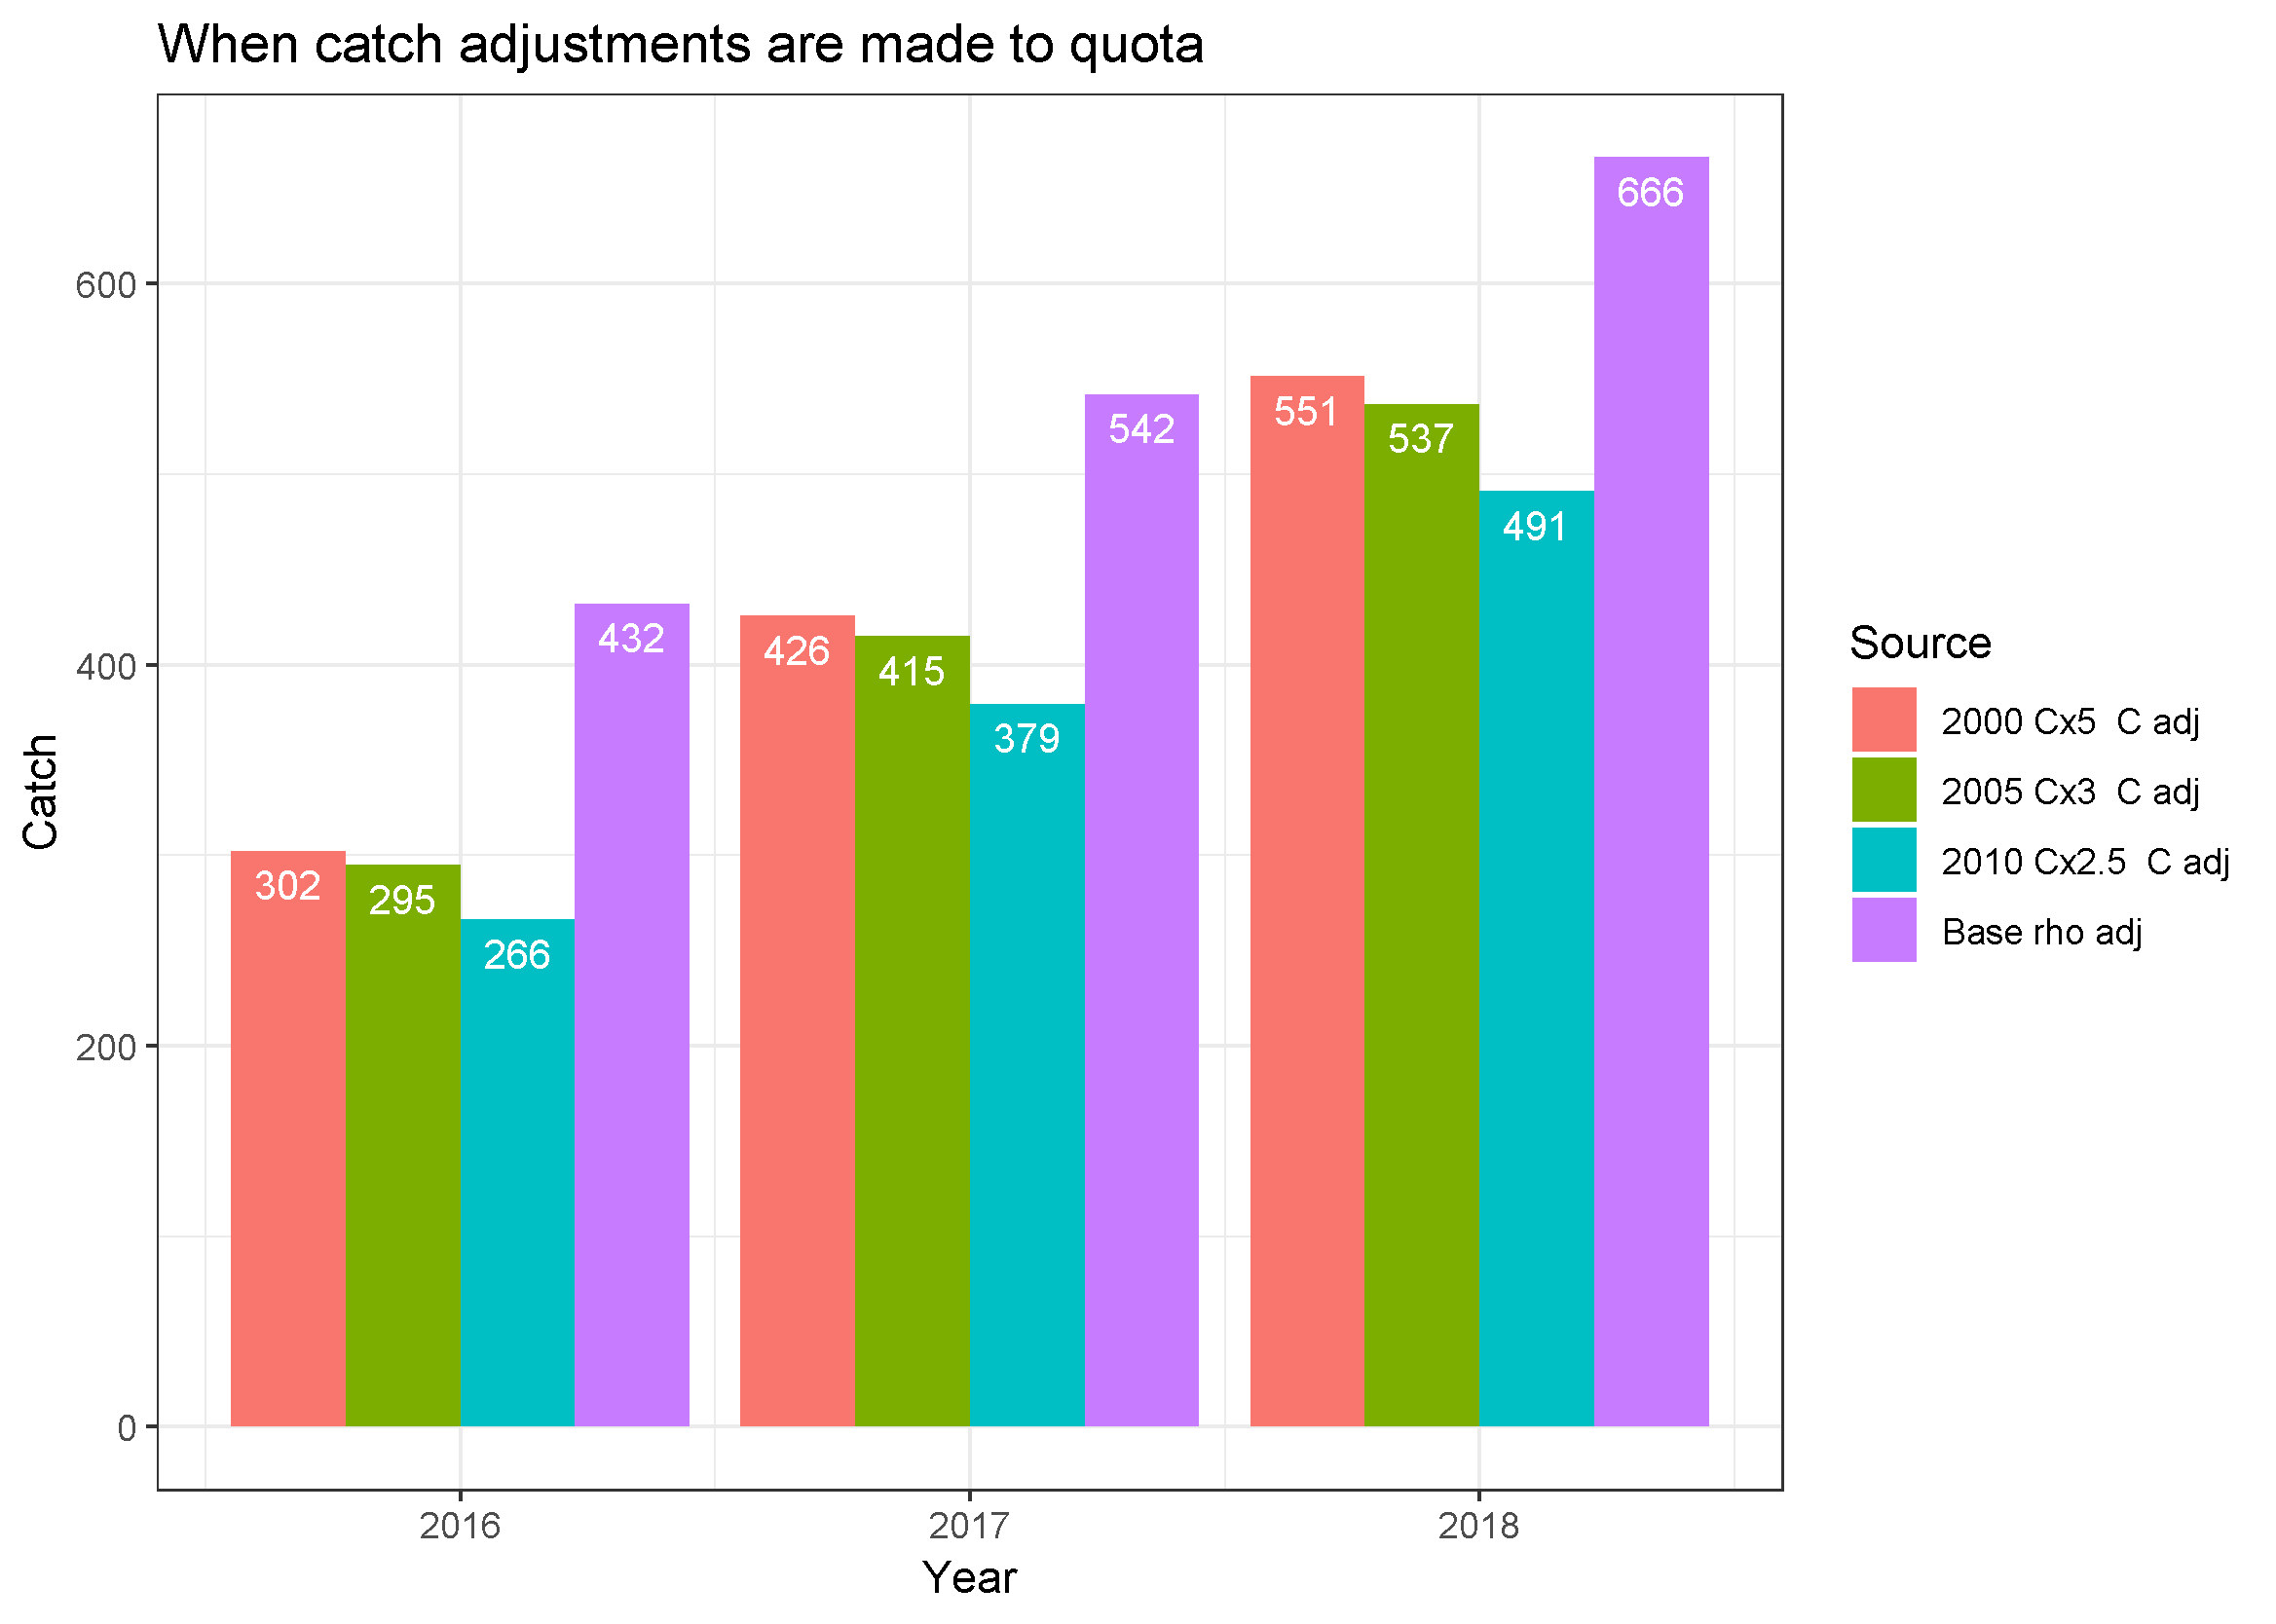 When catch adjustments are made to quota
Catch
600
400
200
0
302
295
266
432
426
415
379
542
551
537
491
666
2016
2017
2018
Year
Source
2000 Cx5  C adj
2005 Cx3  C adj
2010 Cx2.5  C adj
Base rho adj